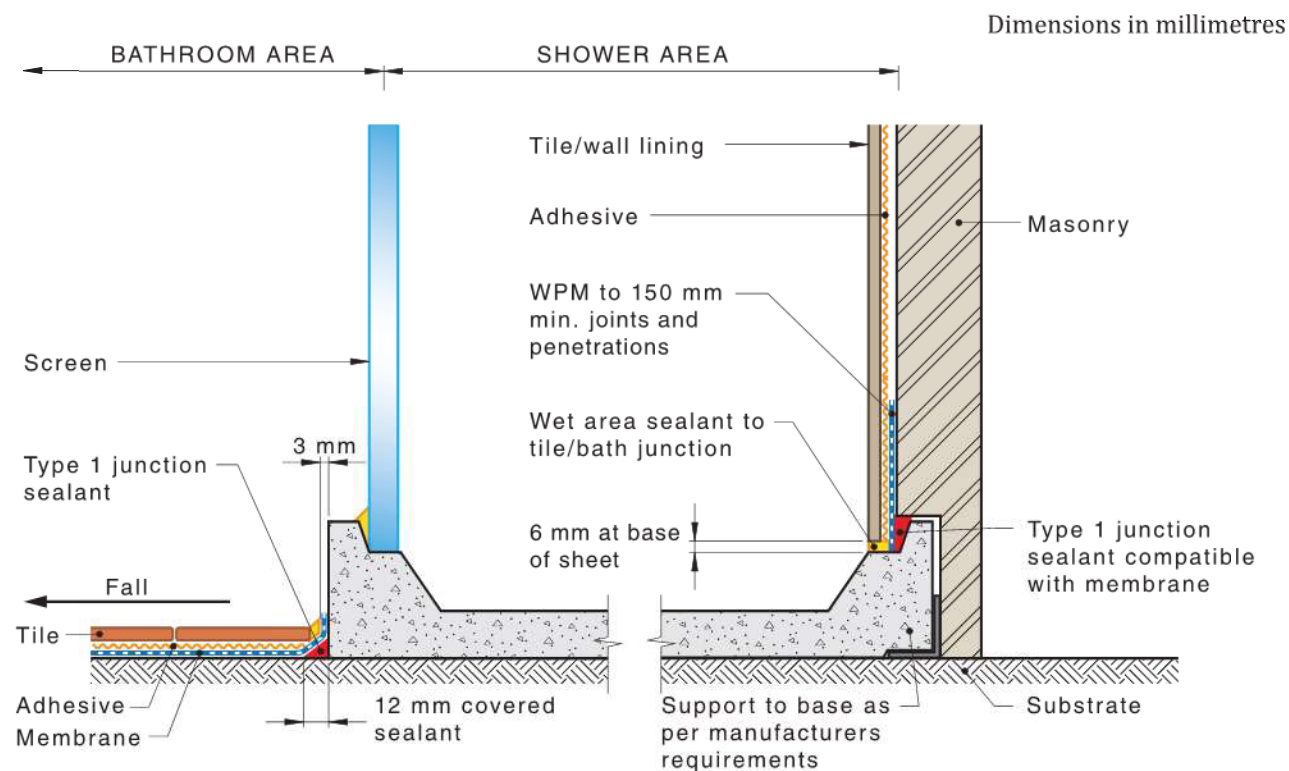 Dimensions in millimetres
BATHROOM AREA
SHOWER AREA
Tile/wall lining
Adhesive
Masonry
WPM to 150 mm
min. joints and
penetrations
Screen
Wet area sealant to
tile/bath junction
3 mm
Type 1 junction
sealant
6 mm at base
of sheet
Type 1 junction
sealant compatible
with membrane
Fall
Tile
Adhesive
Membrane
12 mm covered
sealant
Support to base as
per manufacturers
requirements
Substrate